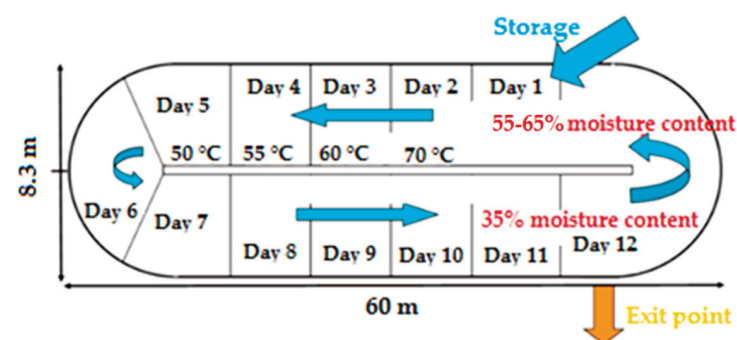 Storage
Day 4 Day 3 Day 2 Day 1
Day 5
55-65% moisture content
50 °C 55 °C 60 °C 70 °C
8.3 m
Day 6
Day 7
35% moisture content
Day 8 Day 9 Day 10 Day 11 Day 12
60 m
Exit point